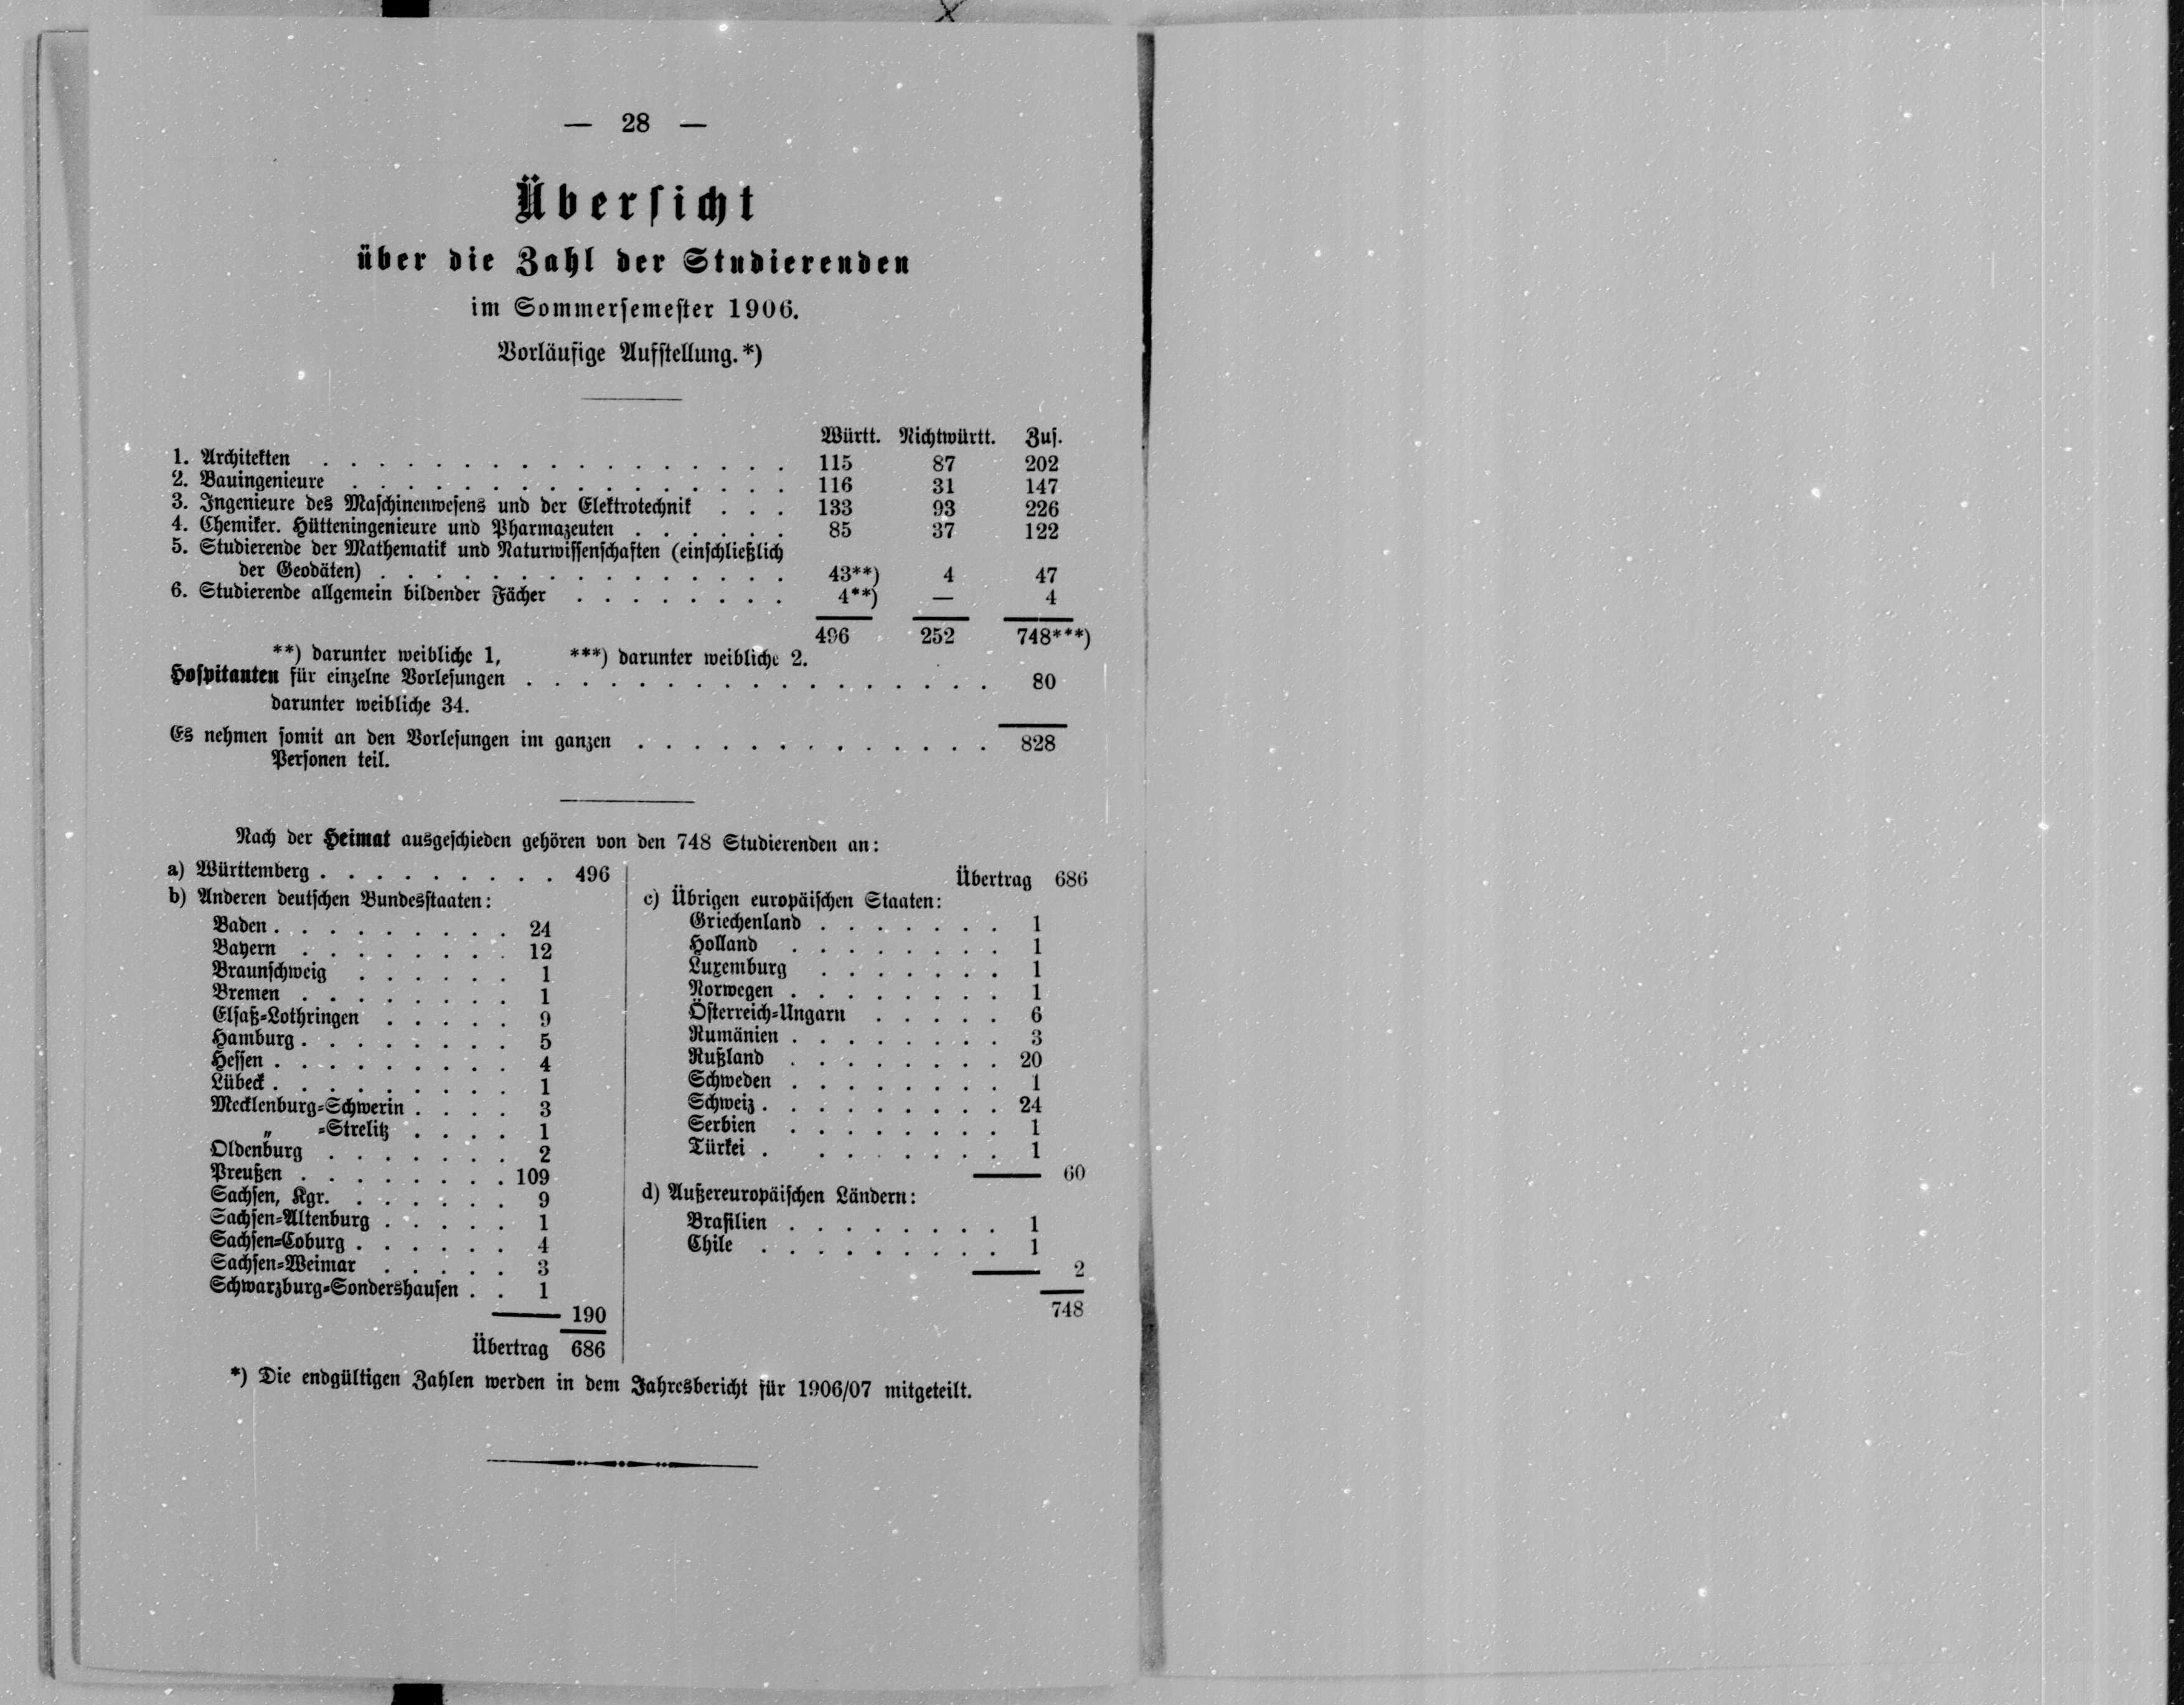 — 28 —
Übersicht
über die Zahl der Studierenden
im Sommersemester 1906.
Vorläufige Aufstellung.*)
Württ. Nichtwürtt. Zus.
1. Architekten . . . . . . . . . . . . . . . . . 115 87 202
2. Bauingenieure . . . . . . . . . . . . . . . . 116 31 147
3. Ingenieure des Maschinenwesens und der Elektrotechnik . . . 133 93 226
4. Chemiker. Hütteningenieure und Pharmazeuten . . . . . . 85 37 122
5. Studierende der Mathematik und Naturwissenschaften (einschließlich
der Geodäten) . . . . . . . . . . . . . . . 43**) 4 47
6. Studierende allgemein bildender Fächer . . . . . . . . 4**) — 4
496 252 748***)
**) darunter weibliche 1, ***) darunter weibliche 2.
Hospitanten für einzelne Vorlesungen . . . . . . . . . . . . . . . . . 80
darunter weibliche 34.
Es nehmen somit an den Vorlesungen im ganzen . . . . . . . . . . . . . 828
Personen teil.
Nach der Heimat ausgeschieden gehören von den 748 Studierenden an:
a) Württemberg . . . . . . . . . 496
b) Anderen deutschen Bundesstaaten:
Baden . . . . . . . . . 24
Bayern . . . . . . . . 12
Braunschweig . . . . . . 1
Bremen . . . . . . . . 1
Elsaß-Lothringen . . . . . 9
Hamburg . . . . . . . . 5
Hessen . . . . . . . . . 4
Lübeck . . . . . . . . . 1
Mecklenburg-Schwerin . . . . 3
„ -Strelitz . . . . 1
Oldenburg . . . . . . . 2
Preußen . . . . . . . . 109
Sachsen, Kgr. . . . . . . 9
Sachsen-Altenburg . . . . . 1
Sachsen-Coburg . . . . . . 4
Sachsen-Weimar . . . . . 3
Schwarzburg-Sondershausen . . 1
190
Übertrag 686
Übertrag 686
c) Übrigen europäischen Staaten:
Griechenland . . . . . . . 1
Holland . . . . . . . . 1
Luxemburg . . . . . . . 1
Norwegen . . . . . . . . 1
Österreich-Ungarn . . . . . 6
Rumänien . . . . . . . . 3
Rußland . . . . . . . . 20
Schweden . . . . . . . . 1
Schweiz . . . . . . . . . 24
Serbien . . . . . . . . 1
Türkei . . . . . . . . 1
60
d) Außereuropäischen Ländern:
Brasilien . . . . . . . . 1
Chile . . . . . . . . . 1
2
748
*) Die endgültigen Zahlen werden in dem Jahresbericht für 1906/07 mitgeteilt.